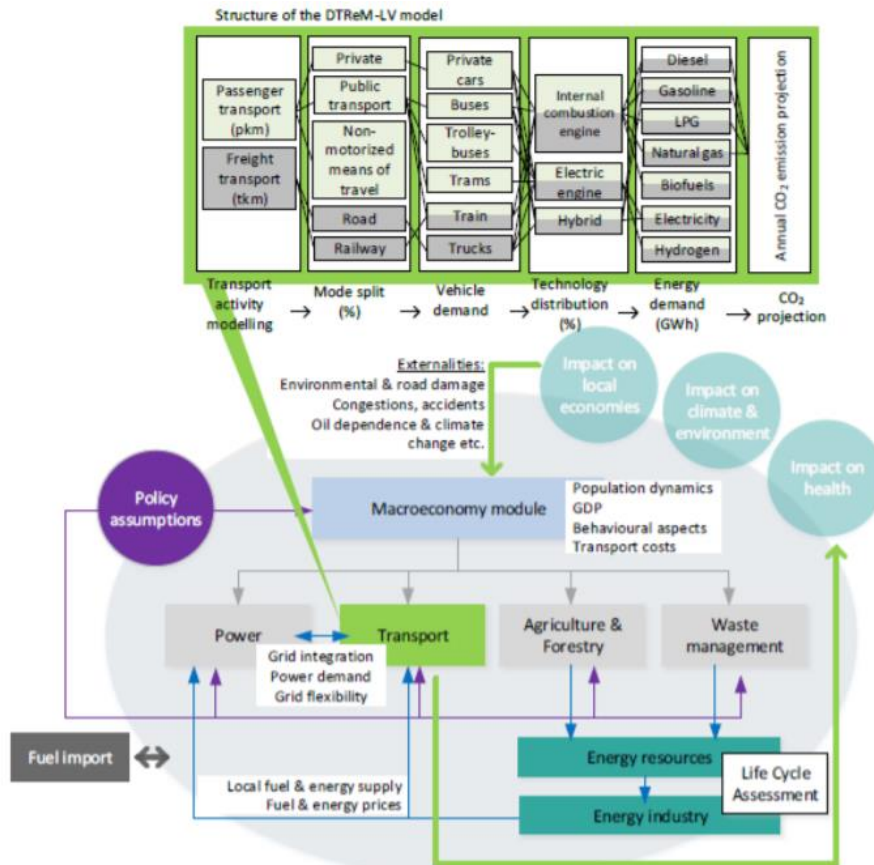 Structure of the DTReM-LV model
Passenger
transport
(pkm)
Freight
transport
(tkm)
Private
Public
transport
Non-
motorized
means of
travel
Road
Railway
Private
cars
Buses
Trolley-
buses
Trams
Train
Trucks
Internal
combustion
engine
Electric
engine
Hybrid
Diesel
Gasoline
LPG
Natural gas
Biofuels
Electricity
Hydrogen
Annual CO₂ emission projection
Transport
activity
modelling
→ Mode split
(%)
→ Vehicle
demand
→ Technology
distribution
(%)
→ Energy
demand
(GWh)
→ CO₂
projection
Externalities:
Environmental & road damage
Congestions, accidents
Oil dependence & climate
change etc.
Impact on
local
economies
Impact on
climate &
environment
Impact on
health
Policy
assumptions
Macroeconomy module
Population dynamics
GDP
Behavioural aspects
Transport costs
Power
Transport
Agriculture &
Forestry
Waste
management
Grid integration
Power demand
Grid flexibility
Fuel import
Local fuel & energy supply
Fuel & energy prices
Energy resources
Energy industry
Life Cycle
Assessment